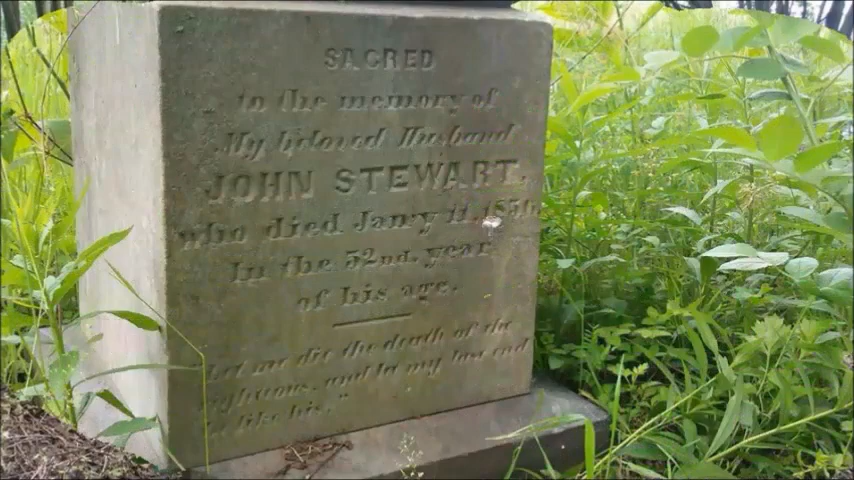 SACRED
to the memory of
My beloved Husband
JOHN STEWART.
who died Jan'y 11, 1856.
In the 52nd. year
of his age.
Let me die the death of the
righteous, and let my last end
be like his."